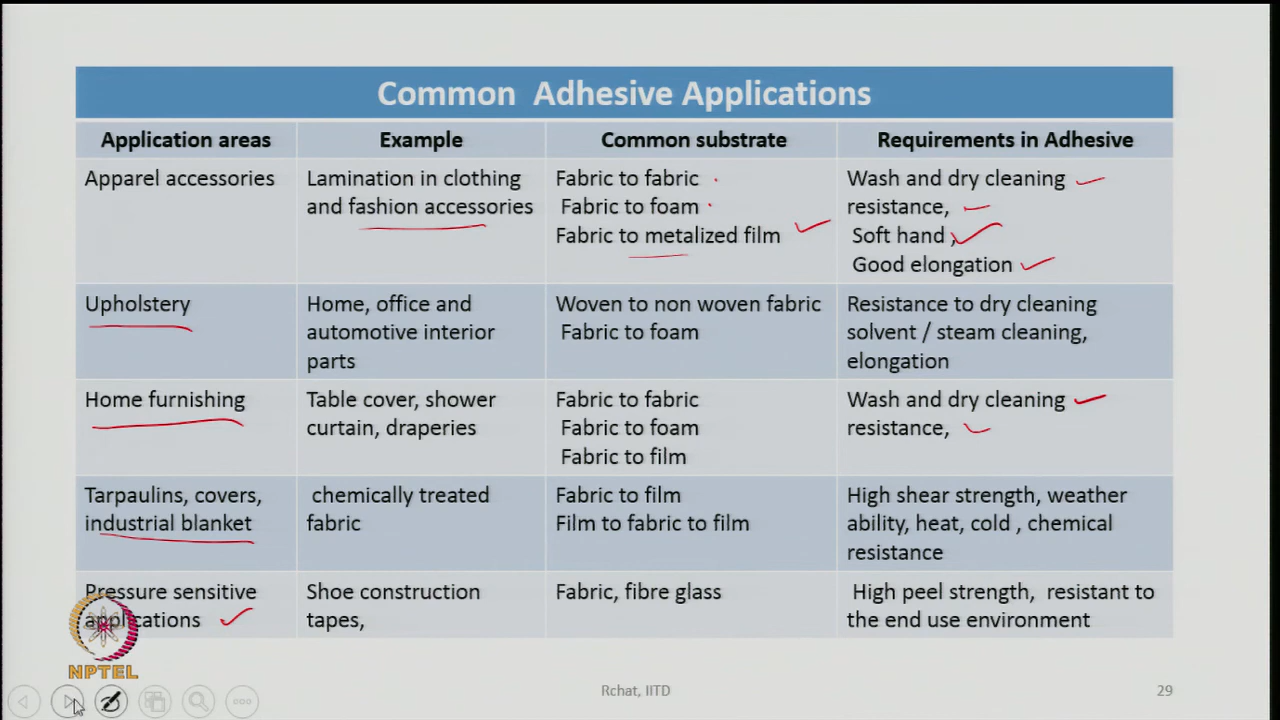 Common Adhesive Applications
Application areas
Example
Common substrate
Requirements in Adhesive
Apparel accessories
Lamination in clothing
and fashion accessories
Fabric to fabric
Fabric to foam
Fabric to metalized film
Wash and dry cleaning
resistance,
Soft hand ,
Good elongation
Upholstery
Home, office and
automotive interior
parts
Woven to non woven fabric
Fabric to foam
Resistance to dry cleaning
solvent / steam cleaning,
elongation
Home furnishing
Table cover, shower
curtain, draperies
Fabric to fabric
Fabric to foam
Fabric to film
Wash and dry cleaning
resistance,
Tarpaulins, covers,
industrial blanket
chemically treated
fabric
Fabric to film
Film to fabric to film
High shear strength, weather
ability, heat, cold , chemical
resistance
Pressure sensitive
applications
Shoe construction
tapes,
Fabric, fibre glass
High peel strength, resistant to
the end use environment
NPTEL
Rchat, IITD
29